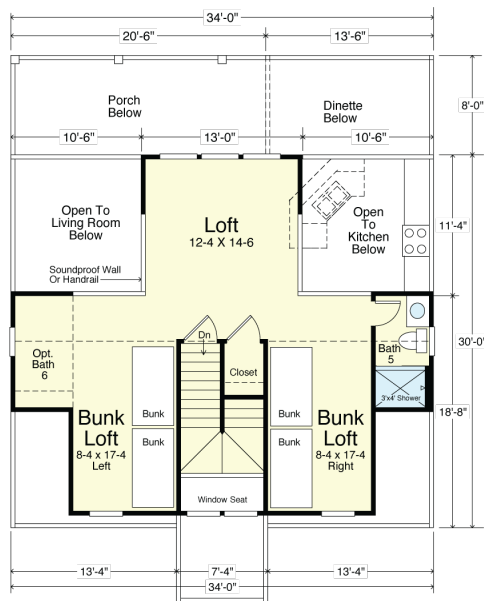 34'-0"
20'-6"
13'-6"
Porch
Below
Dinette
Below
8'-0"
10'-6"
13'-0"
10'-6"
Open To
Living Room
Below
Loft
12-4 X 14-6
Open
To
Kitchen
Below
11'-4"
Soundproof Wall
Or Handrail
Dn
Bath
5
30'-0"
Opt.
Bath
6
Closet
3'x4' Shower
Bunk
Bunk
Bunk
Loft
8-4 x 17-4
Left
Bunk
Bunk
Bunk
Loft
8-4 x 17-4
Right
18'-8"
Window Seat
13'-4"
7'-4"
13'-4"
34'-0"